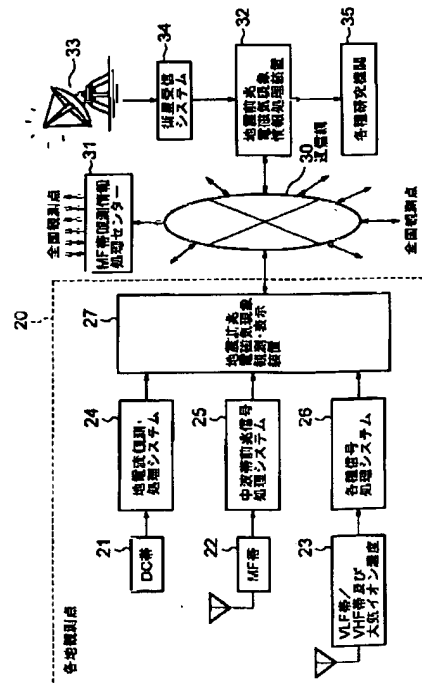 各地観測点
20
21
DC帯
24
地電流観測・
処理システム
22
MF帯
25
中波帯前兆信号
処理システム
23
VLF帯/
VHF帯及び
大気イオン濃度
26
各種信号
処理システム
27
地震前兆
電磁気現象
観測・表示
装置
全国観測点
31
MF帯観測情報
処理センター
30
通信網
全国観測点
33
34
衛星受信
システム
32
地震前兆
電磁気現象
情報処理装置
35
各種研究機関